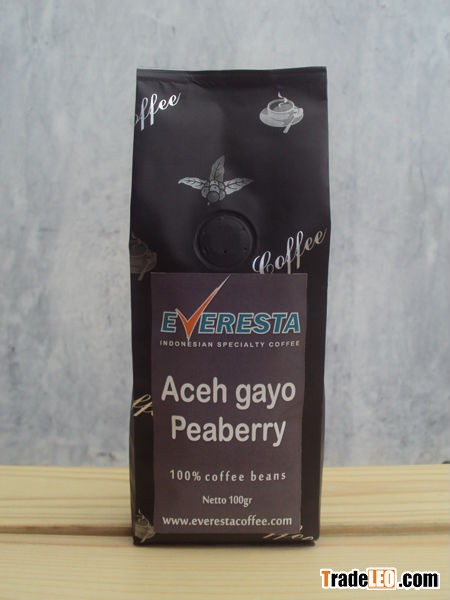 Coffee
Coffee
EVERESTA
INDONESIAN SPECIALTY COFFEE
Aceh gayo
Peaberry
100% coffee beans
Netto 100gr
www.everestacoffee.com
TradeLEO.com